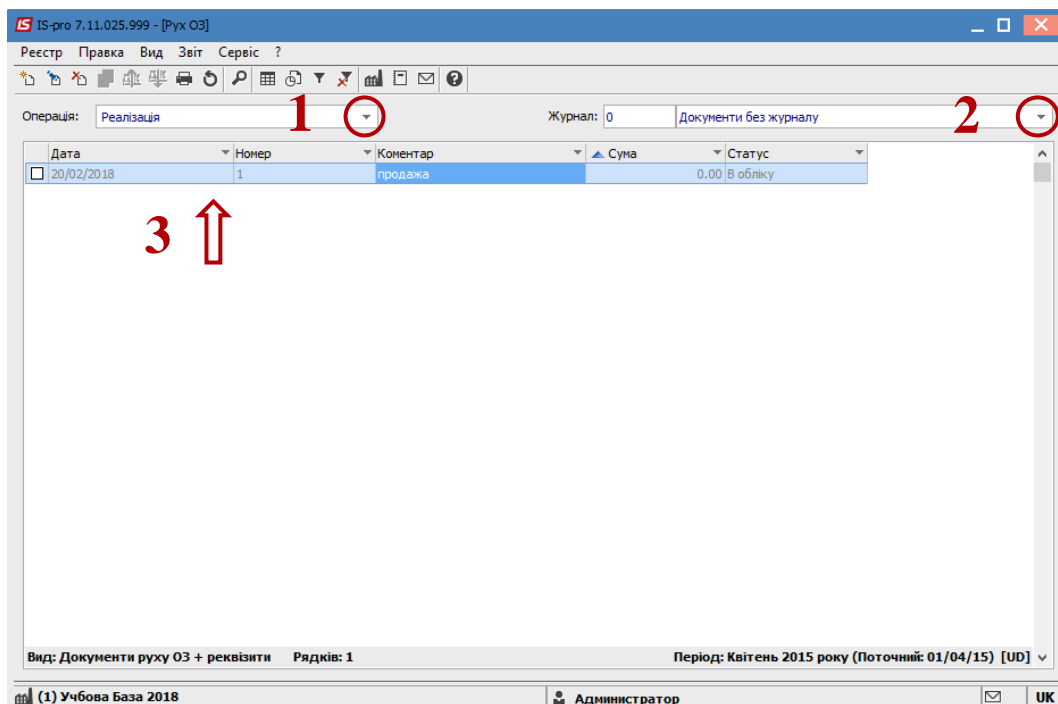 IS-pro 7.11.025.999 - [Рух ОЗ]
Реєстр Правка Вид Звіт Сервіс ?
Операція: Реалізація 1 Журнал: 0 Документи без журналу 2
Дата Номер Коментар Сума Статус
20/02/2018 1 продажа 0.00 В обліку
3
Вид: Документи руху ОЗ + реквізити Рядків: 1 Період: Квітень 2015 року (Поточний: 01/04/15) [UD]
(1) Учбова База 2018 Администратор UK